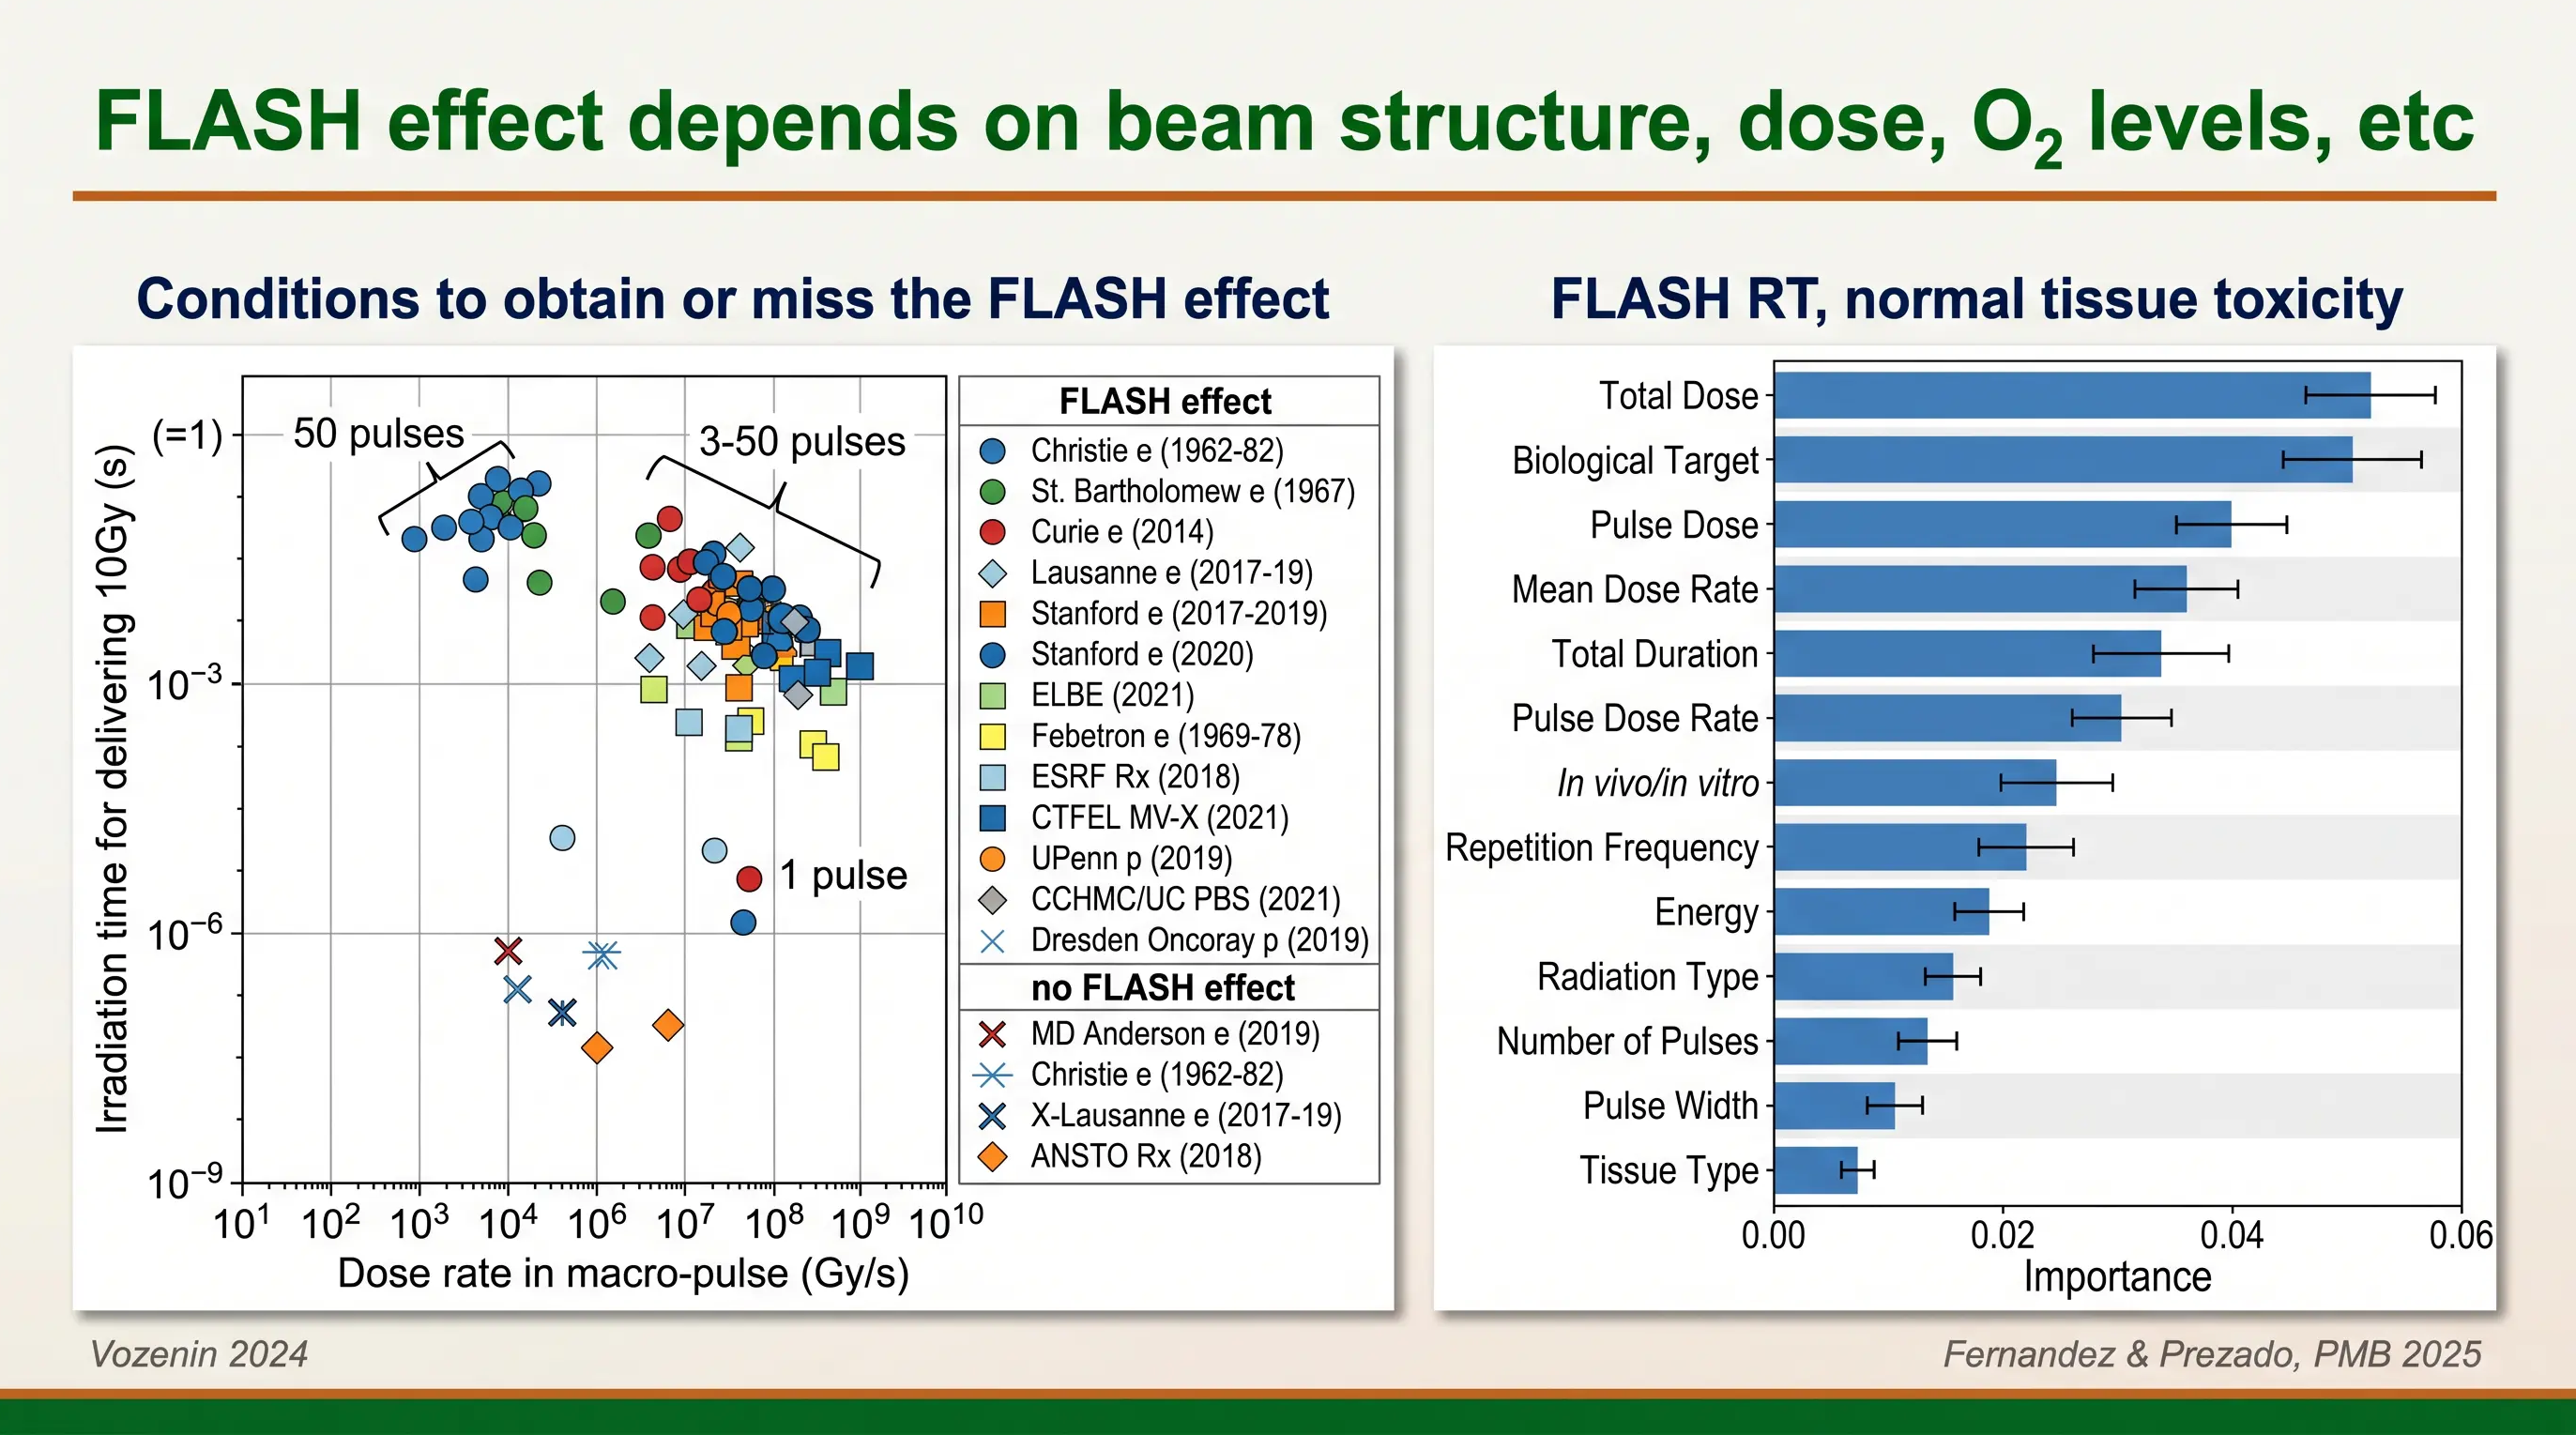 FLASH effect depends on beam structure, dose, O₂ levels, etc
Conditions to obtain or miss the FLASH effect
Irradiation time for delivering 10Gy (s)
(=1)
10⁻³
10⁻⁶
10⁻⁹
50 pulses
3-50 pulses
1 pulse
10¹ 10² 10³ 10⁴ 10⁶ 10⁷ 10⁸ 10⁹ 10¹⁰
Dose rate in macro-pulse (Gy/s)
FLASH effect
Christie e (1962-82)
St. Bartholomew e (1967)
Curie e (2014)
Lausanne e (2017-19)
Stanford e (2017-2019)
Stanford e (2020)
ELBE (2021)
Febetron e (1969-78)
ESRF Rx (2018)
CTFEL MV-X (2021)
UPenn p (2019)
CCHMC/UC PBS (2021)
Dresden Oncoray p (2019)
no FLASH effect
MD Anderson e (2019)
Christie e (1962-82)
X-Lausanne e (2017-19)
ANSTO Rx (2018)
Vozenin 2024
FLASH RT, normal tissue toxicity
Total Dose
Biological Target
Pulse Dose
Mean Dose Rate
Total Duration
Pulse Dose Rate
In vivo/in vitro
Repetition Frequency
Energy
Radiation Type
Number of Pulses
Pulse Width
Tissue Type
0.00 0.02 0.04 0.06
Importance
Fernandez & Prezado, PMB 2025